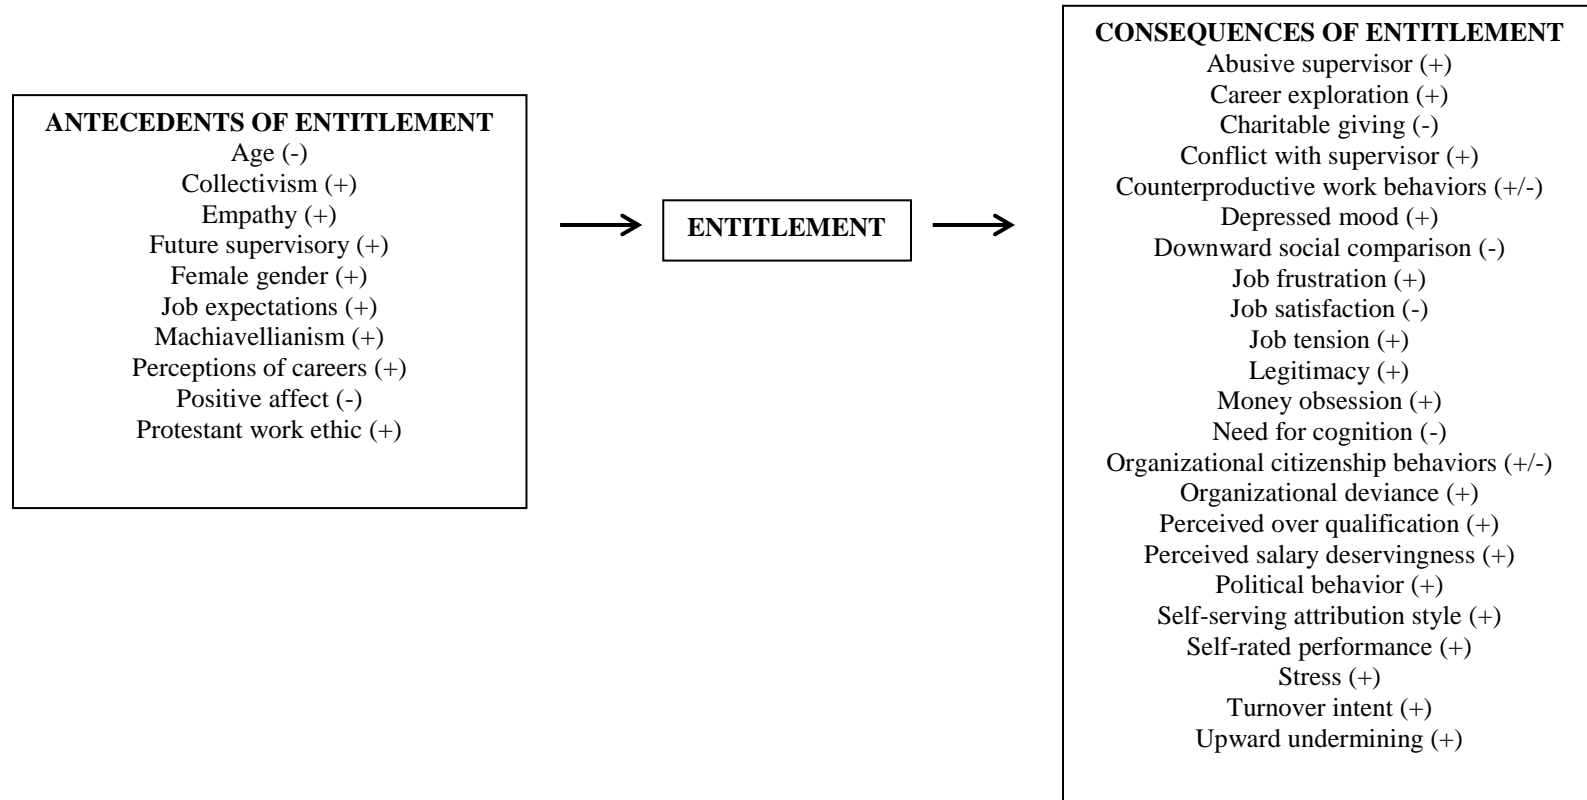 ANTECEDENTS OF ENTITLEMENT
Age (-)
Collectivism (+)
Empathy (+)
Future supervisory (+)
Female gender (+)
Job expectations (+)
Machiavellianism (+)
Perceptions of careers (+)
Positive affect (-)
Protestant work ethic (+)
ENTITLEMENT
CONSEQUENCES OF ENTITLEMENT
Abusive supervisor (+)
Career exploration (+)
Charitable giving (-)
Conflict with supervisor (+)
Counterproductive work behaviors (+/-)
Depressed mood (+)
Downward social comparison (-)
Job frustration (+)
Job satisfaction (-)
Job tension (+)
Legitimacy (+)
Money obsession (+)
Need for cognition (-)
Organizational citizenship behaviors (+/-)
Organizational deviance (+)
Perceived over qualification (+)
Perceived salary deservingness (+)
Political behavior (+)
Self-serving attribution style (+)
Self-rated performance (+)
Stress (+)
Turnover intent (+)
Upward undermining (+)